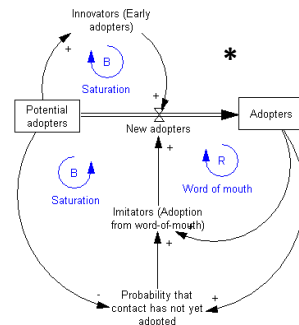 Innovators (Early
adopters)
+
B
Saturation
+
*
Potential
adopters
New adopters
Adopters
+
B
Saturation
R
Word of mouth
Imitators (Adoption
from word-of-mouth)
+
+
+
-
+
Probability that
contact has not yet
adopted